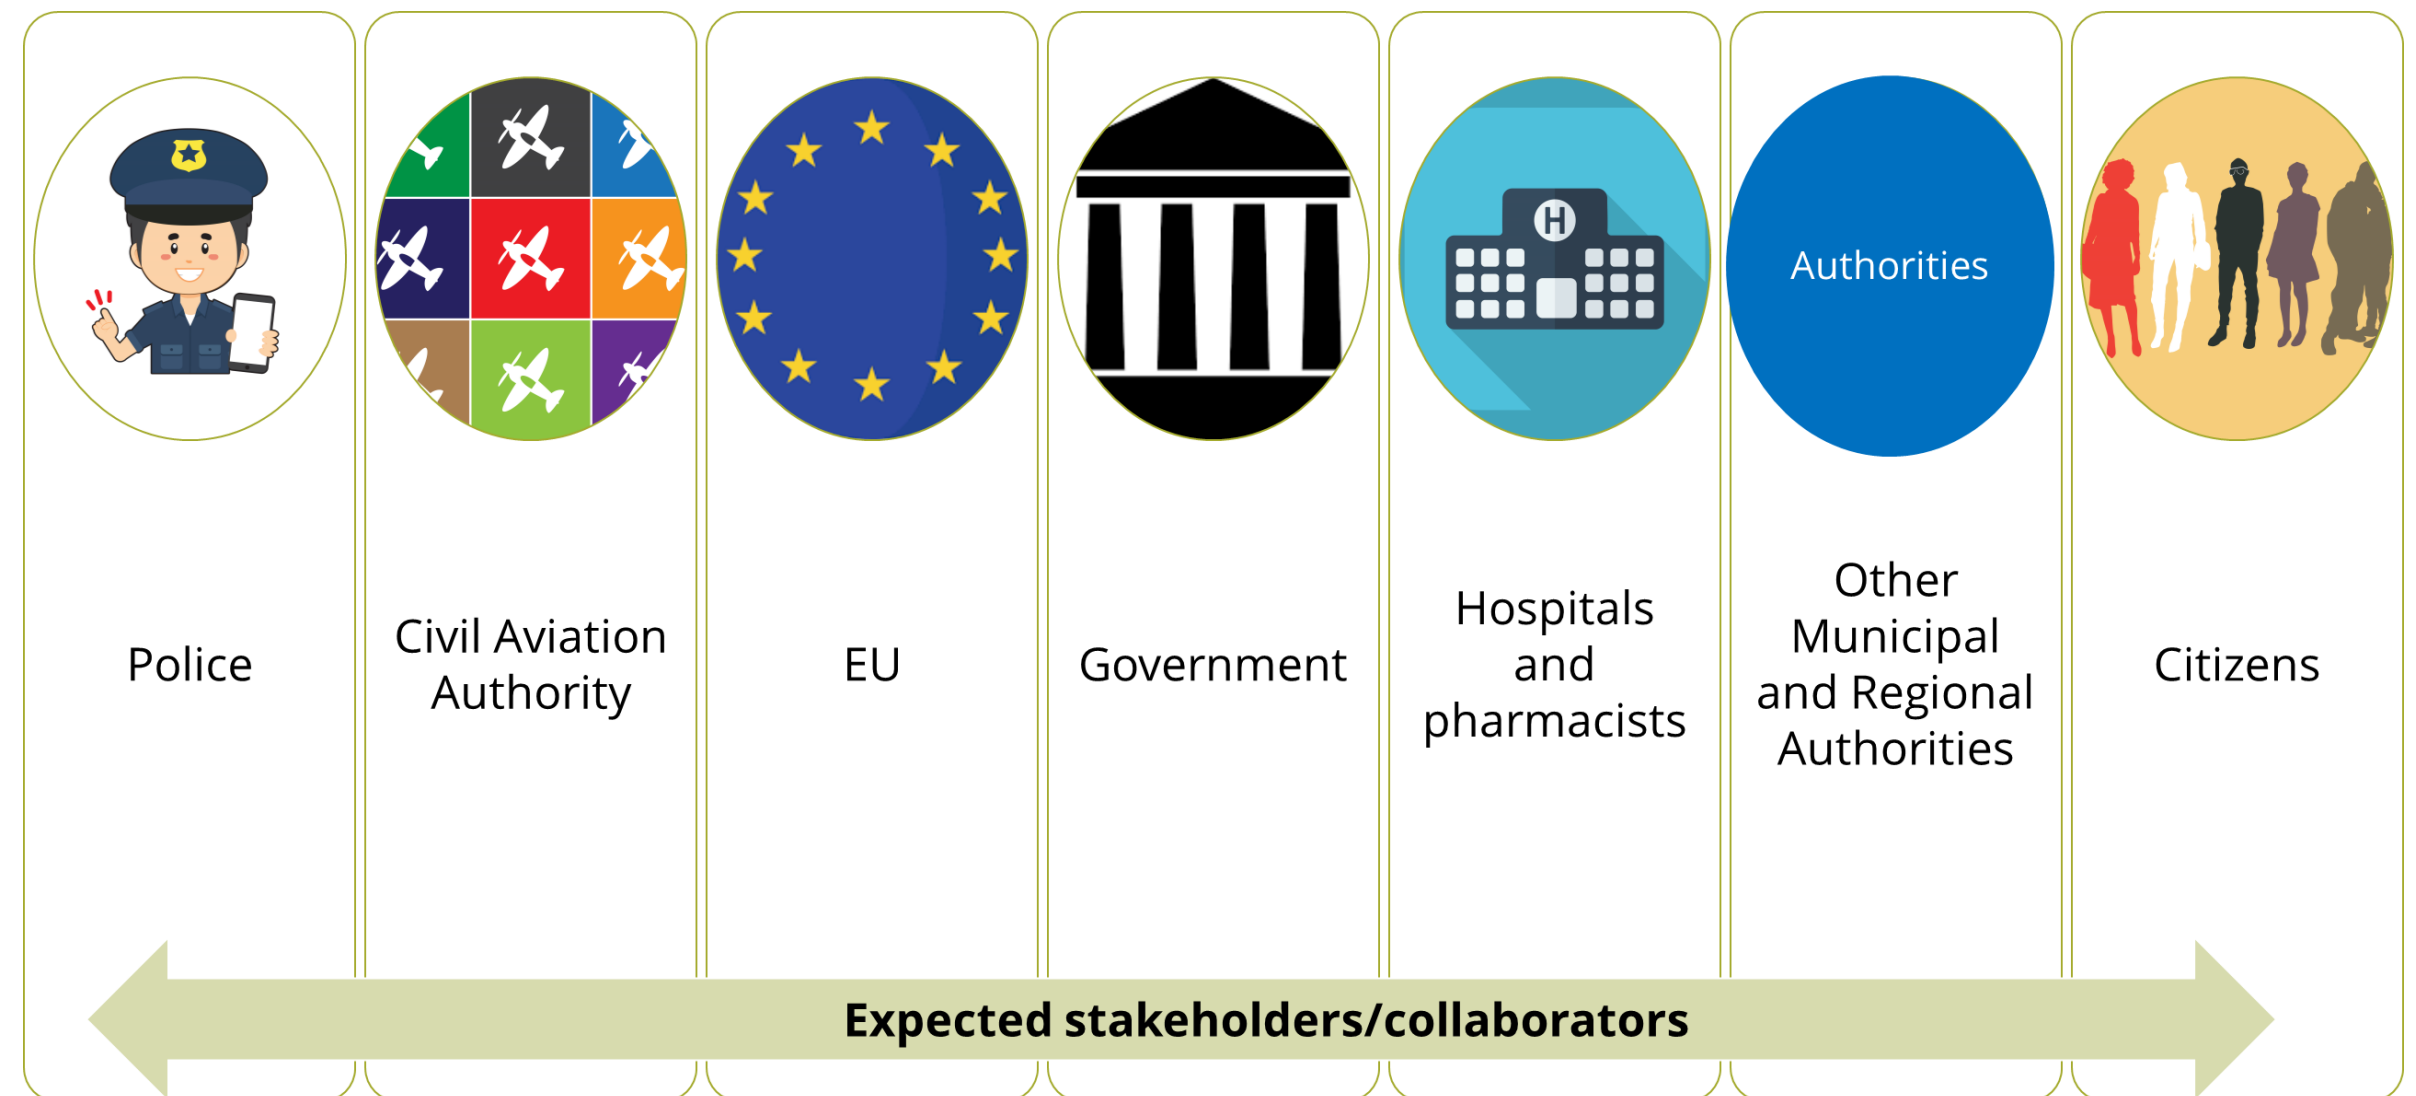 H
Authorities
Police
Civil Aviation
Authority
EU
Government
Hospitals
and
pharmacists
Other
Municipal
and Regional
Authorities
Citizens
Expected stakeholders/collaborators